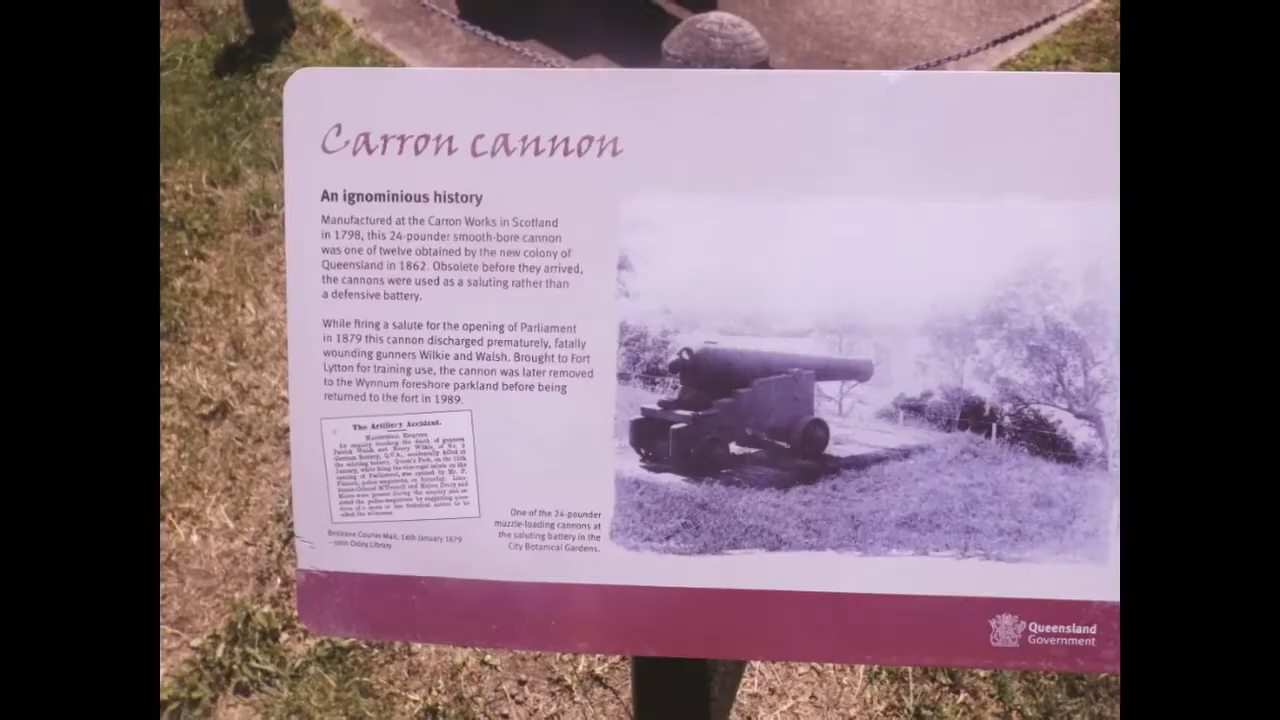 Carron cannon
An ignominious history
Manufactured at the Carron Works in Scotland
in 1798, this 24-pounder smooth-bore cannon
was one of twelve obtained by the new colony of
Queensland in 1862. Obsolete before they arrived,
the cannons were used as a saluting rather than
a defensive battery.
While firing a salute for the opening of Parliament
in 1879 this cannon discharged prematurely, fatally
wounding gunners Wilkie and Walsh. Brought to Fort
Lytton for training use, the cannon was later removed
to the Wynnum foreshore parkland before being
returned to the fort in 1989.
The Artillery Accident.
Magisterial Enquiry.
Brisbane Courier Mail, 14th January 1879
—John Oxley Library
One of the 24-pounder
muzzle-loading cannons at
the saluting battery in the
City Botanical Gardens.
Queensland
Government